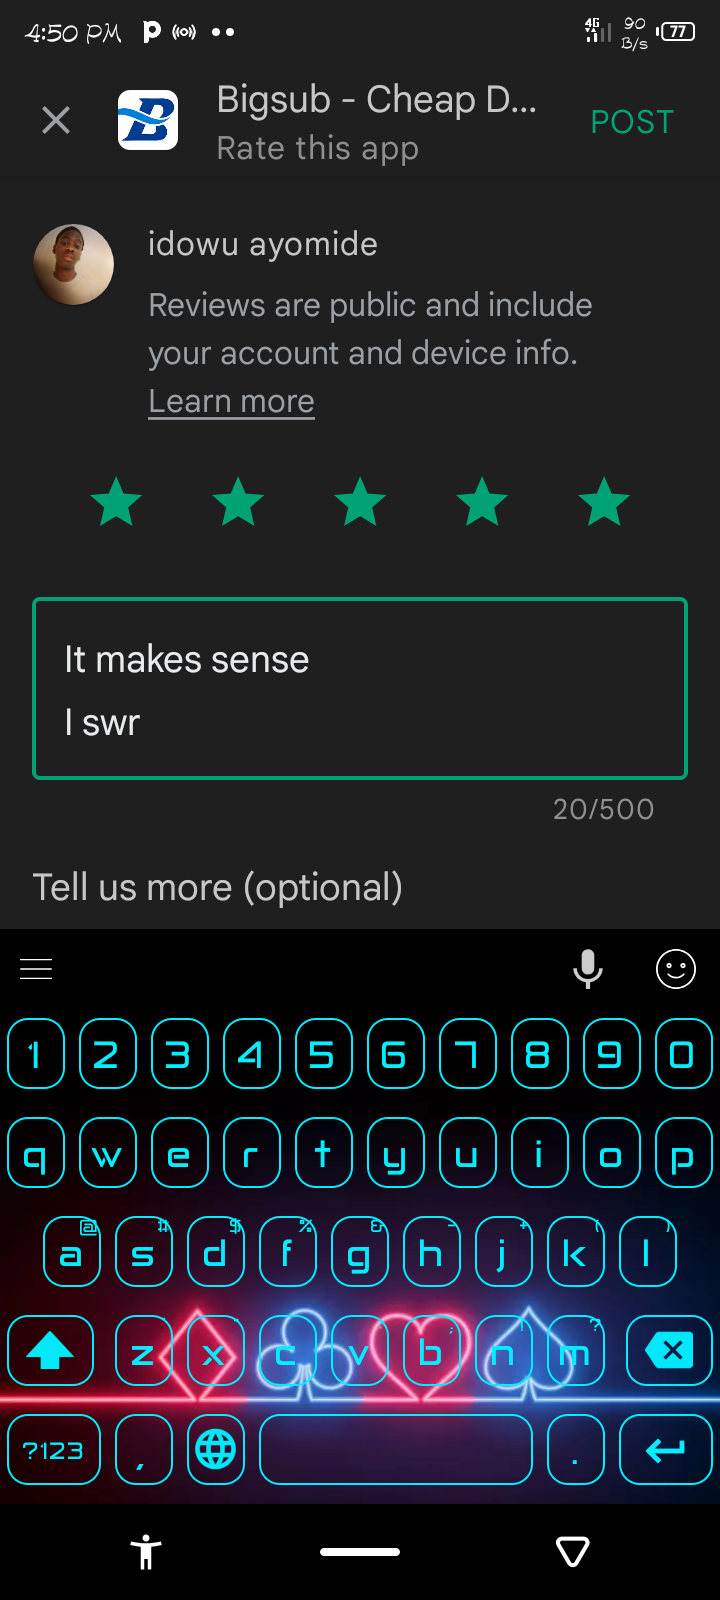 4:50 PM
4G
90
B/s
77
Bigsub - Cheap D...
Rate this app
POST
idowu ayomide
Reviews are public and include
your account and device info.
Learn more
It makes sense
I swr
20/500
Tell us more (optional)
1 2 3 4 5 6 7 8 9 0
q w e r t y u i o p
@ # $ % & - + ( )
a s d f g h j k l
z x c v b n m
?123 , .